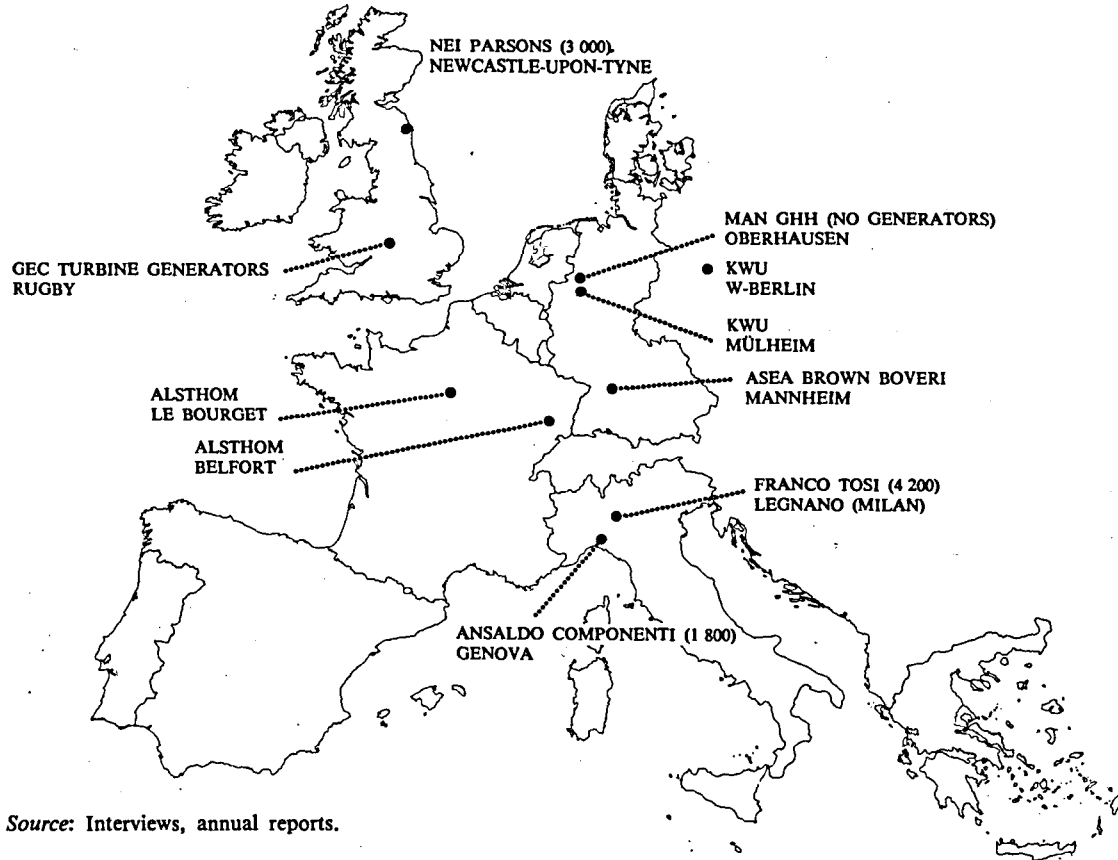 NEI PARSONS (3 000).
NEWCASTLE-UPON-TYNE
MAN GHH (NO GENERATORS)
OBERHAUSEN
GEC TURBINE GENERATORS
RUGBY
KWU
W-BERLIN
KWU
MÜLHEIM
ALSTHOM
LE BOURGET
ASEA BROWN BOVERI
MANNHEIM
ALSTHOM
BELFORT
FRANCO TOSI (4 200)
LEGNANO (MILAN)
ANSALDO COMPONENTI (1 800)
GENOVA
Source: Interviews, annual reports.